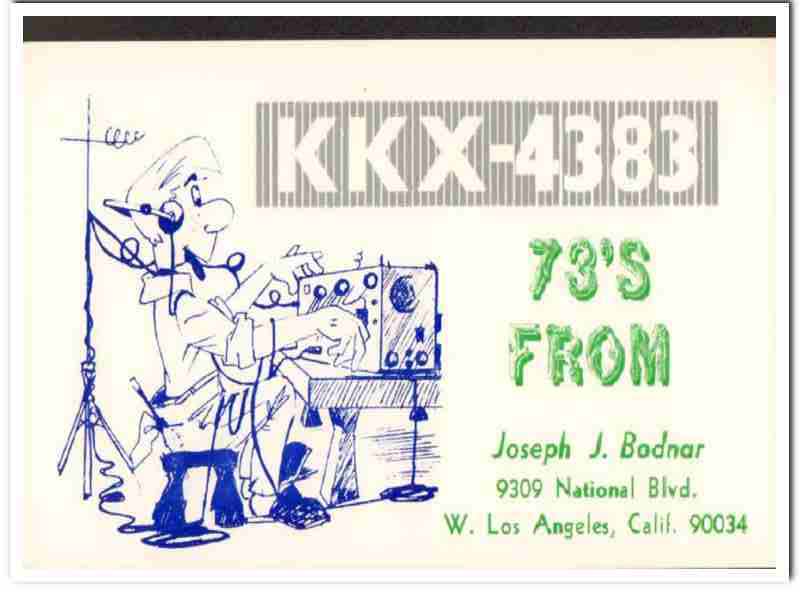 KKX-4383
73'S
FROM
Joseph J. Bodnar
9309 National Blvd.
W. Los Angeles, Calif. 90034